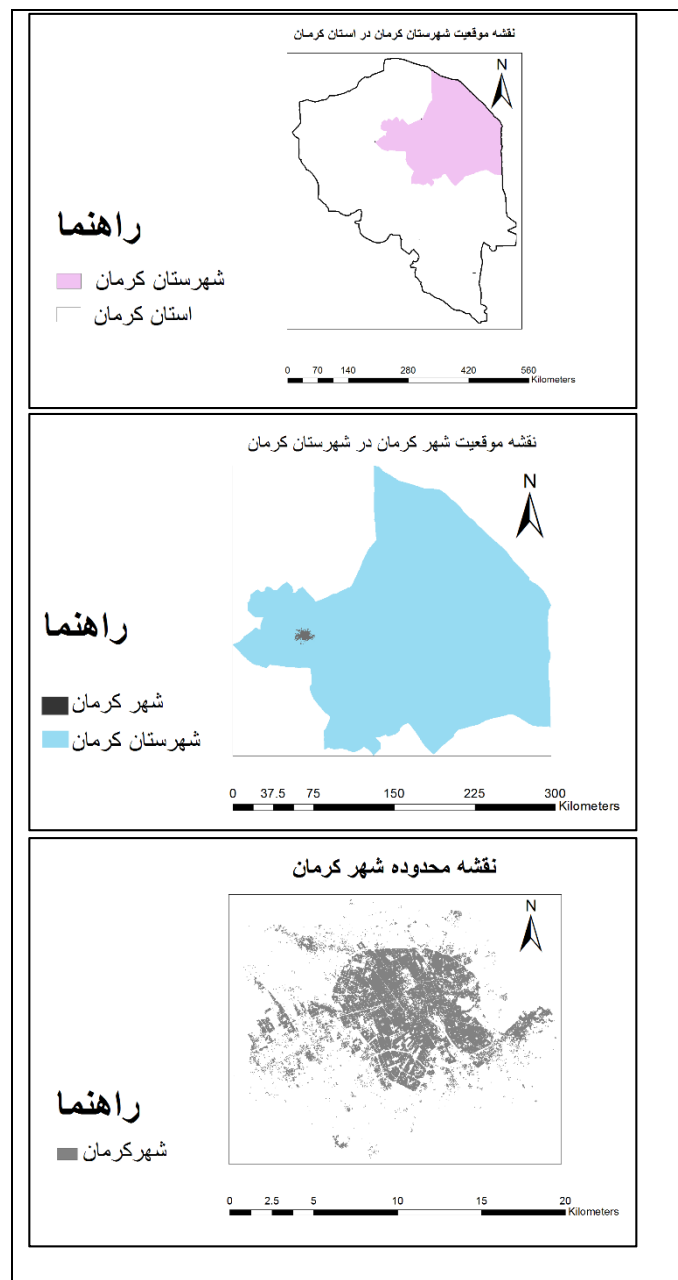 نقشه موقعیت شهرستان کرمان در استان کرمان
N
راهنما
شهرستان کرمان
استان کرمان
0 70 140 280 420 560
Kilometers
نقشه موقعیت شهر کرمان در شهرستان کرمان
N
راهنما
شهر کرمان
شهرستان کرمان
0 37.5 75 150 225 300
Kilometers
نقشه محدوده شهر کرمان
N
راهنما
شهرکرمان
0 2.5 5 10 15 20
Kilometers